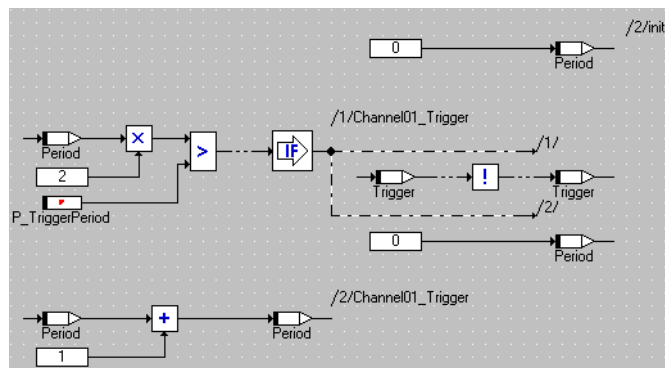 /2/init
0
Period
/1/Channel01_Trigger
Period
×
>
IF
/1/
2
Trigger
!
Trigger
P_TriggerPeriod
/2/
0
Period
/2/Channel01_Trigger
Period
+
Period
1